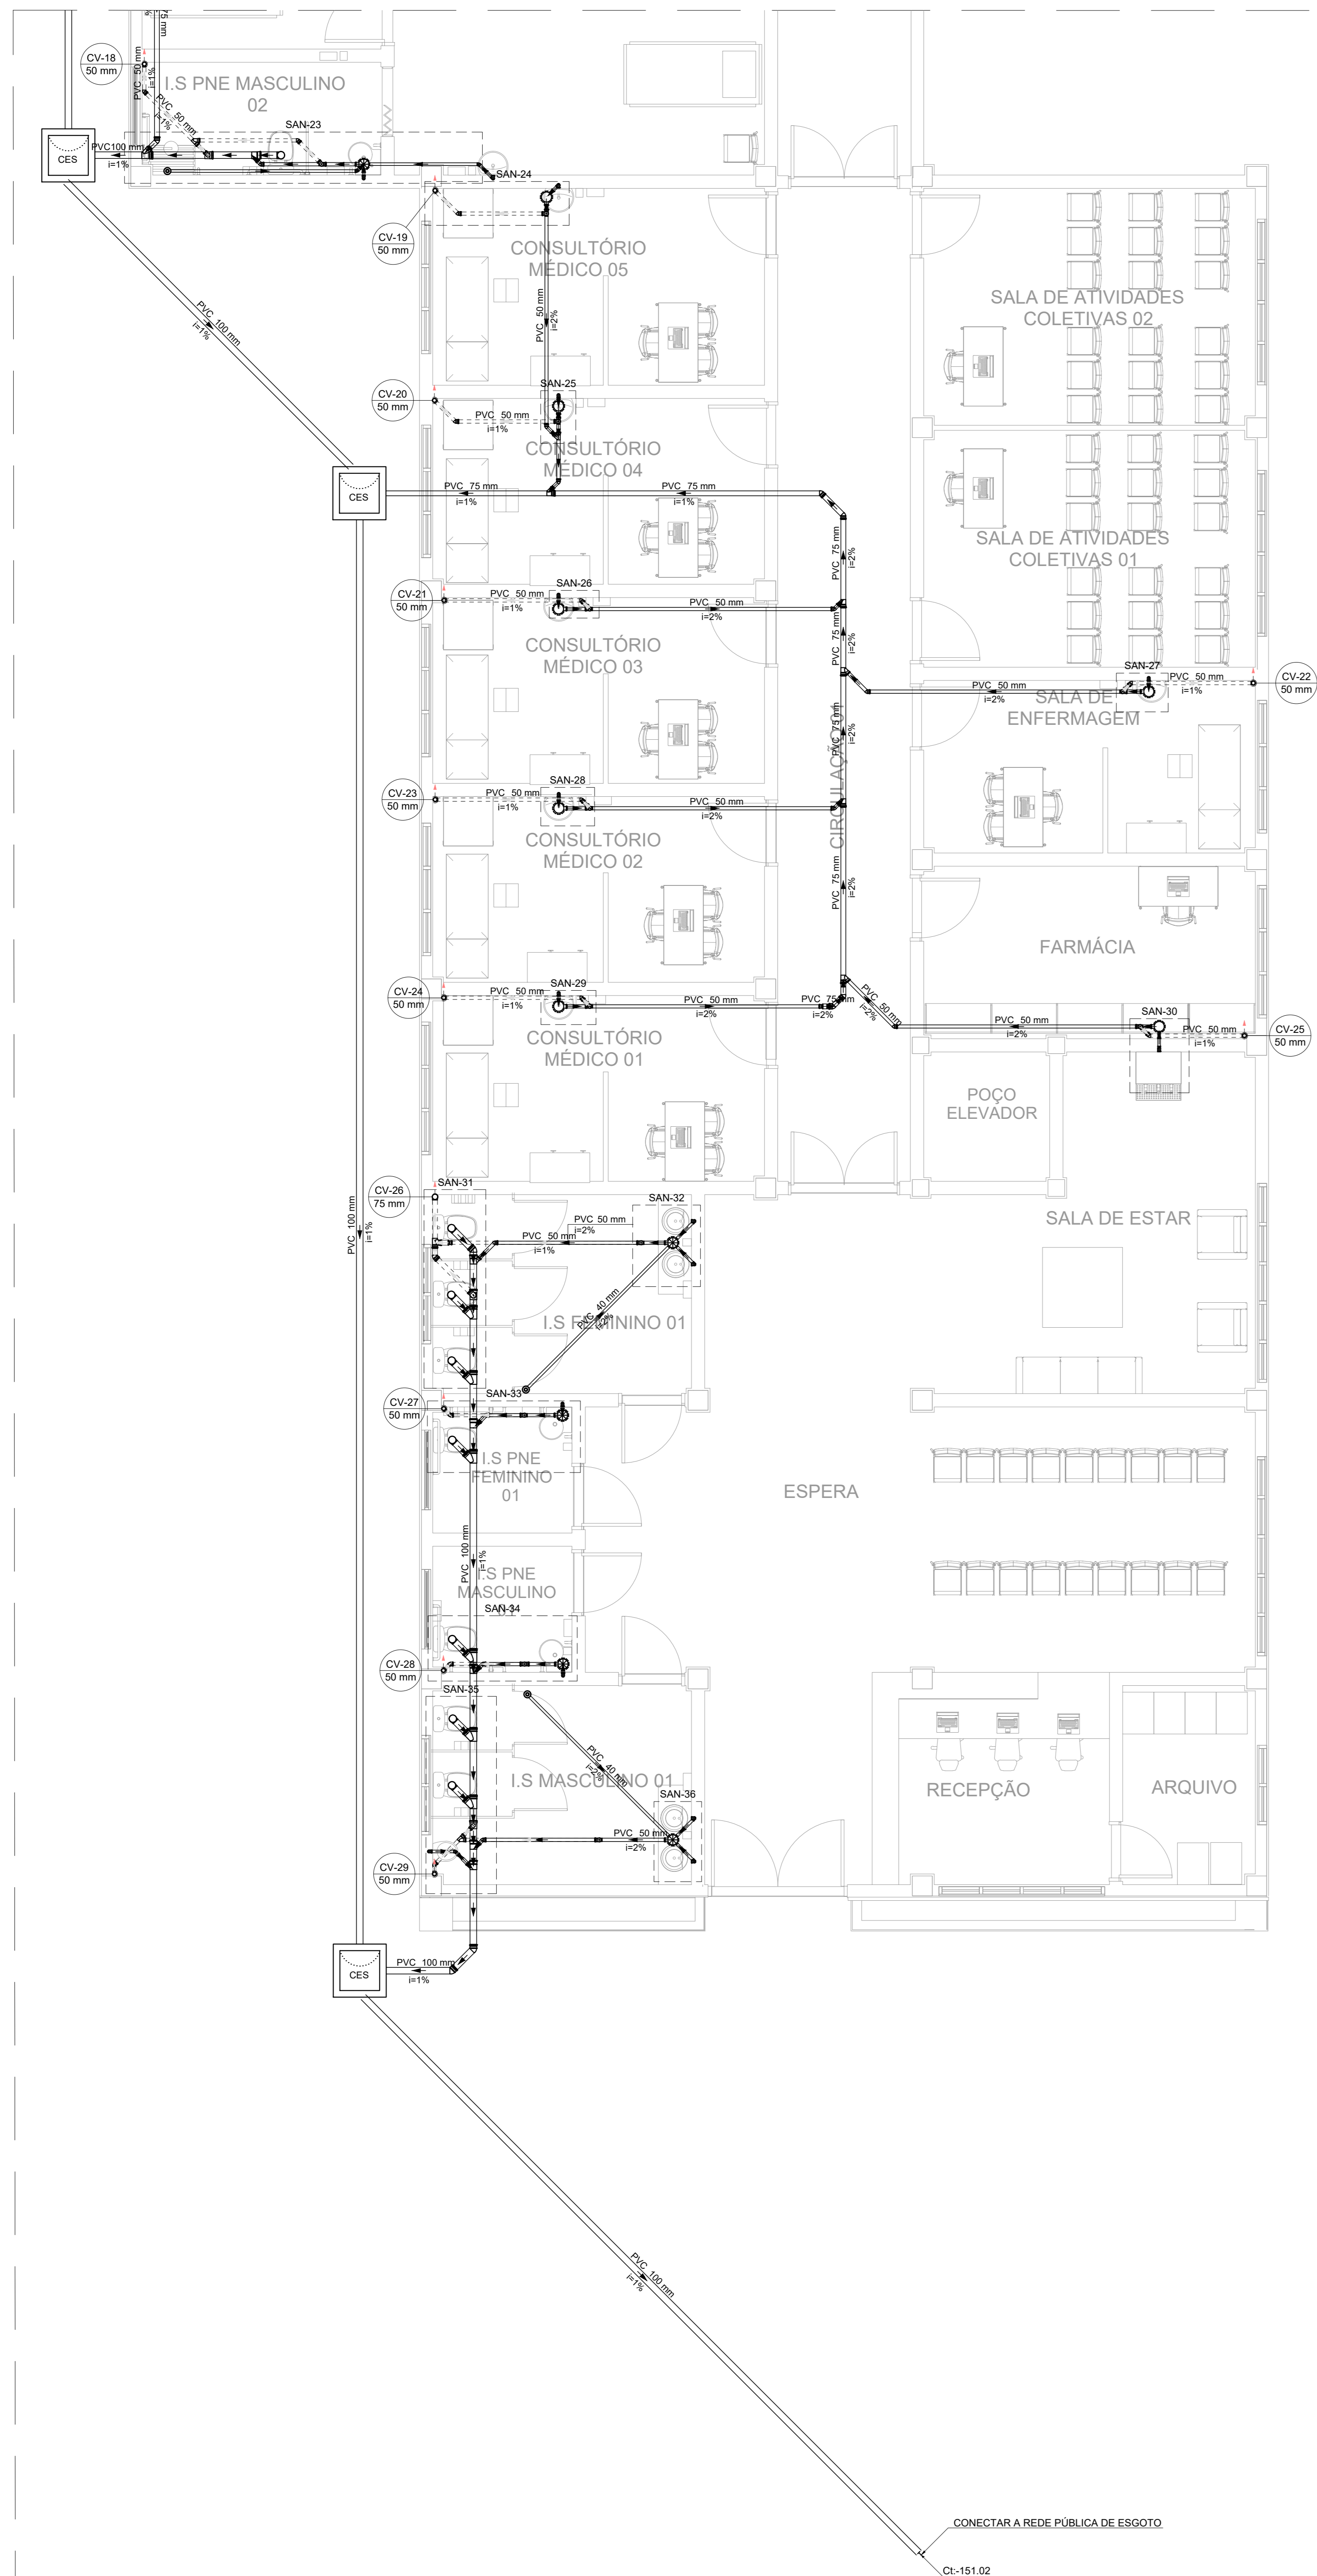 75 mm
%
CV-18
50 mm
PVC 50 mm
i=1%
I.S PNE MASCULINO
02
PVC 50 mm
i=1%
SAN-23
CES
PVC100 mm
i=1%
SAN-24
CV-19
50 mm
CONSULTÓRIO
MÉDICO 05
PVC 50 mm
i=2%
SALA DE ATIVIDADES
COLETIVAS 02
PVC 100 mm
i=1%
SAN-25
CV-20
50 mm
PVC 50 mm
i=1%
CONSULTÓRIO
MÉDICO 04
CES
PVC 75 mm
i=1%
PVC 75 mm
i=1%
PVC 75 mm
i=2%
SALA DE ATIVIDADES
COLETIVAS 01
SAN-26
CV-21
50 mm
PVC 50 mm
i=1%
PVC 50 mm
i=2%
CONSULTÓRIO
MÉDICO 03
PVC 75 mm
i=2%
SAN-27
PVC 50 mm
i=2%
PVC 50 mm
i=1%
CV-22
50 mm
SALA DE
ENFERMAGEM
PVC 75 mm
i=2%
SAN-28
CV-23
50 mm
PVC 50 mm
i=1%
PVC 50 mm
i=2%
CIRCULAÇÃO
CONSULTÓRIO
MÉDICO 02
PVC 75 mm
i=2%
FARMÁCIA
SAN-29
CV-24
50 mm
PVC 50 mm
i=1%
PVC 50 mm
i=2%
PVC 75 mm
i=2%
PVC 50 mm
i=2%
PVC 50 mm
i=2%
SAN-30
PVC 50 mm
i=1%
CV-25
50 mm
CONSULTÓRIO
MÉDICO 01
POÇO
ELEVADOR
SAN-31
CV-26
75 mm
SAN-32
PVC 50 mm
i=2%
PVC 50 mm
i=1%
SALA DE ESTAR
PVC 100 mm
i=1%
PVC 40 mm
i=2%
I.S FEMININO 01
SAN-33
CV-27
50 mm
I.S PNE
FEMININO
01
ESPERA
PVC 100 mm
i=1%
I.S PNE
MASCULINO
SAN-34
CV-28
50 mm
SAN-35
PVC 40 mm
i=2%
I.S MASCULINO 01
SAN-36
PVC 50 mm
i=2%
RECEPÇÃO
ARQUIVO
CV-29
50 mm
CES
PVC 100 mm
i=1%
PVC 100 mm
i=1%
CONECTAR A REDE PÚBLICA DE ESGOTO
Ct:-151.02